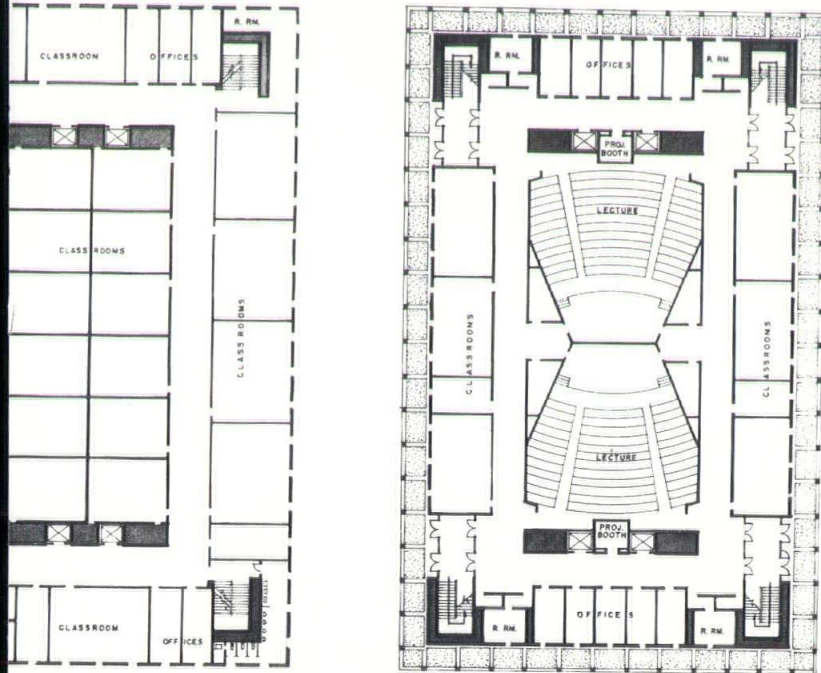 R. RM.
CLASSROOM
OFFICES
CLASSROOMS
CLASSROOMS
CLASSROOM
OFFICES
R. RM.
OFFICES
R. RM.
PROJ.
BOOTH
LECTURE
CLASSROOMS
CLASSROOMS
LECTURE
PROJ.
BOOTH
R. RM.
OFFICES
R. RM.